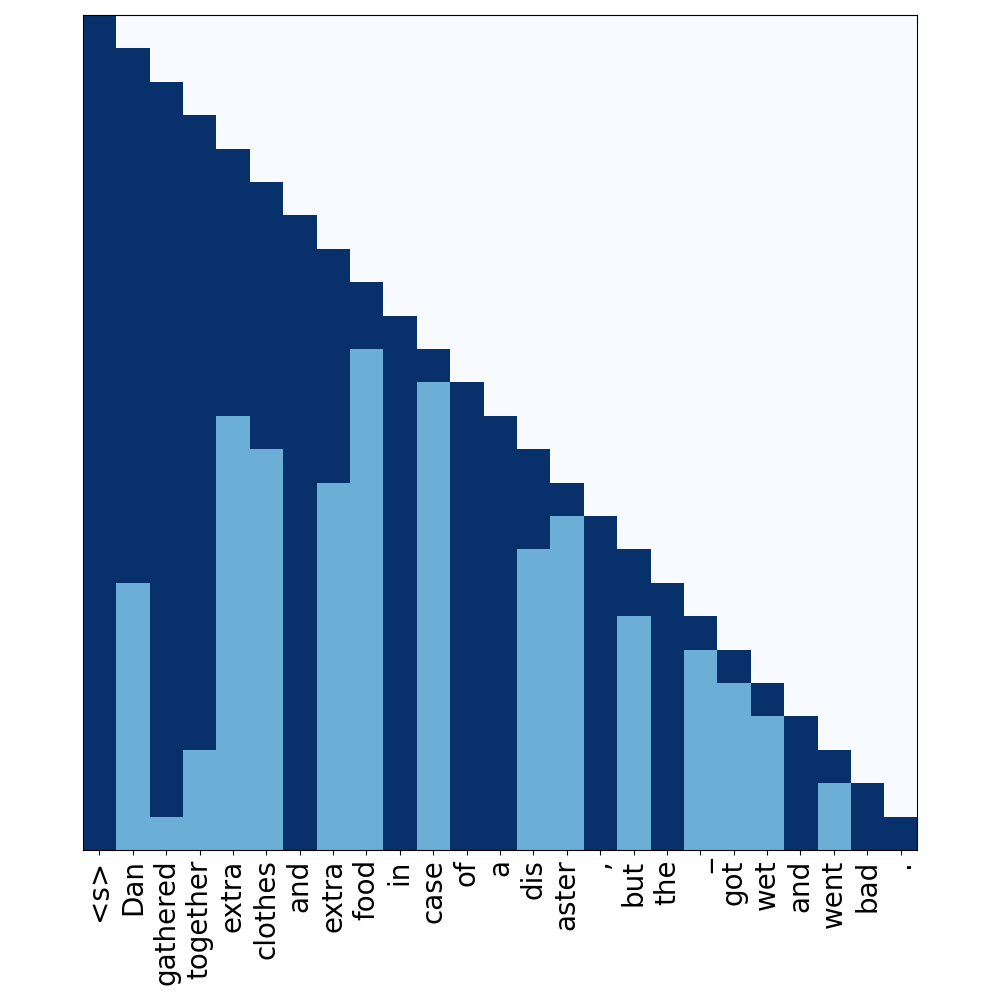 <s> Dan gathered together extra clothes and extra food in case of a dis aster , but the _ got wet and went bad .